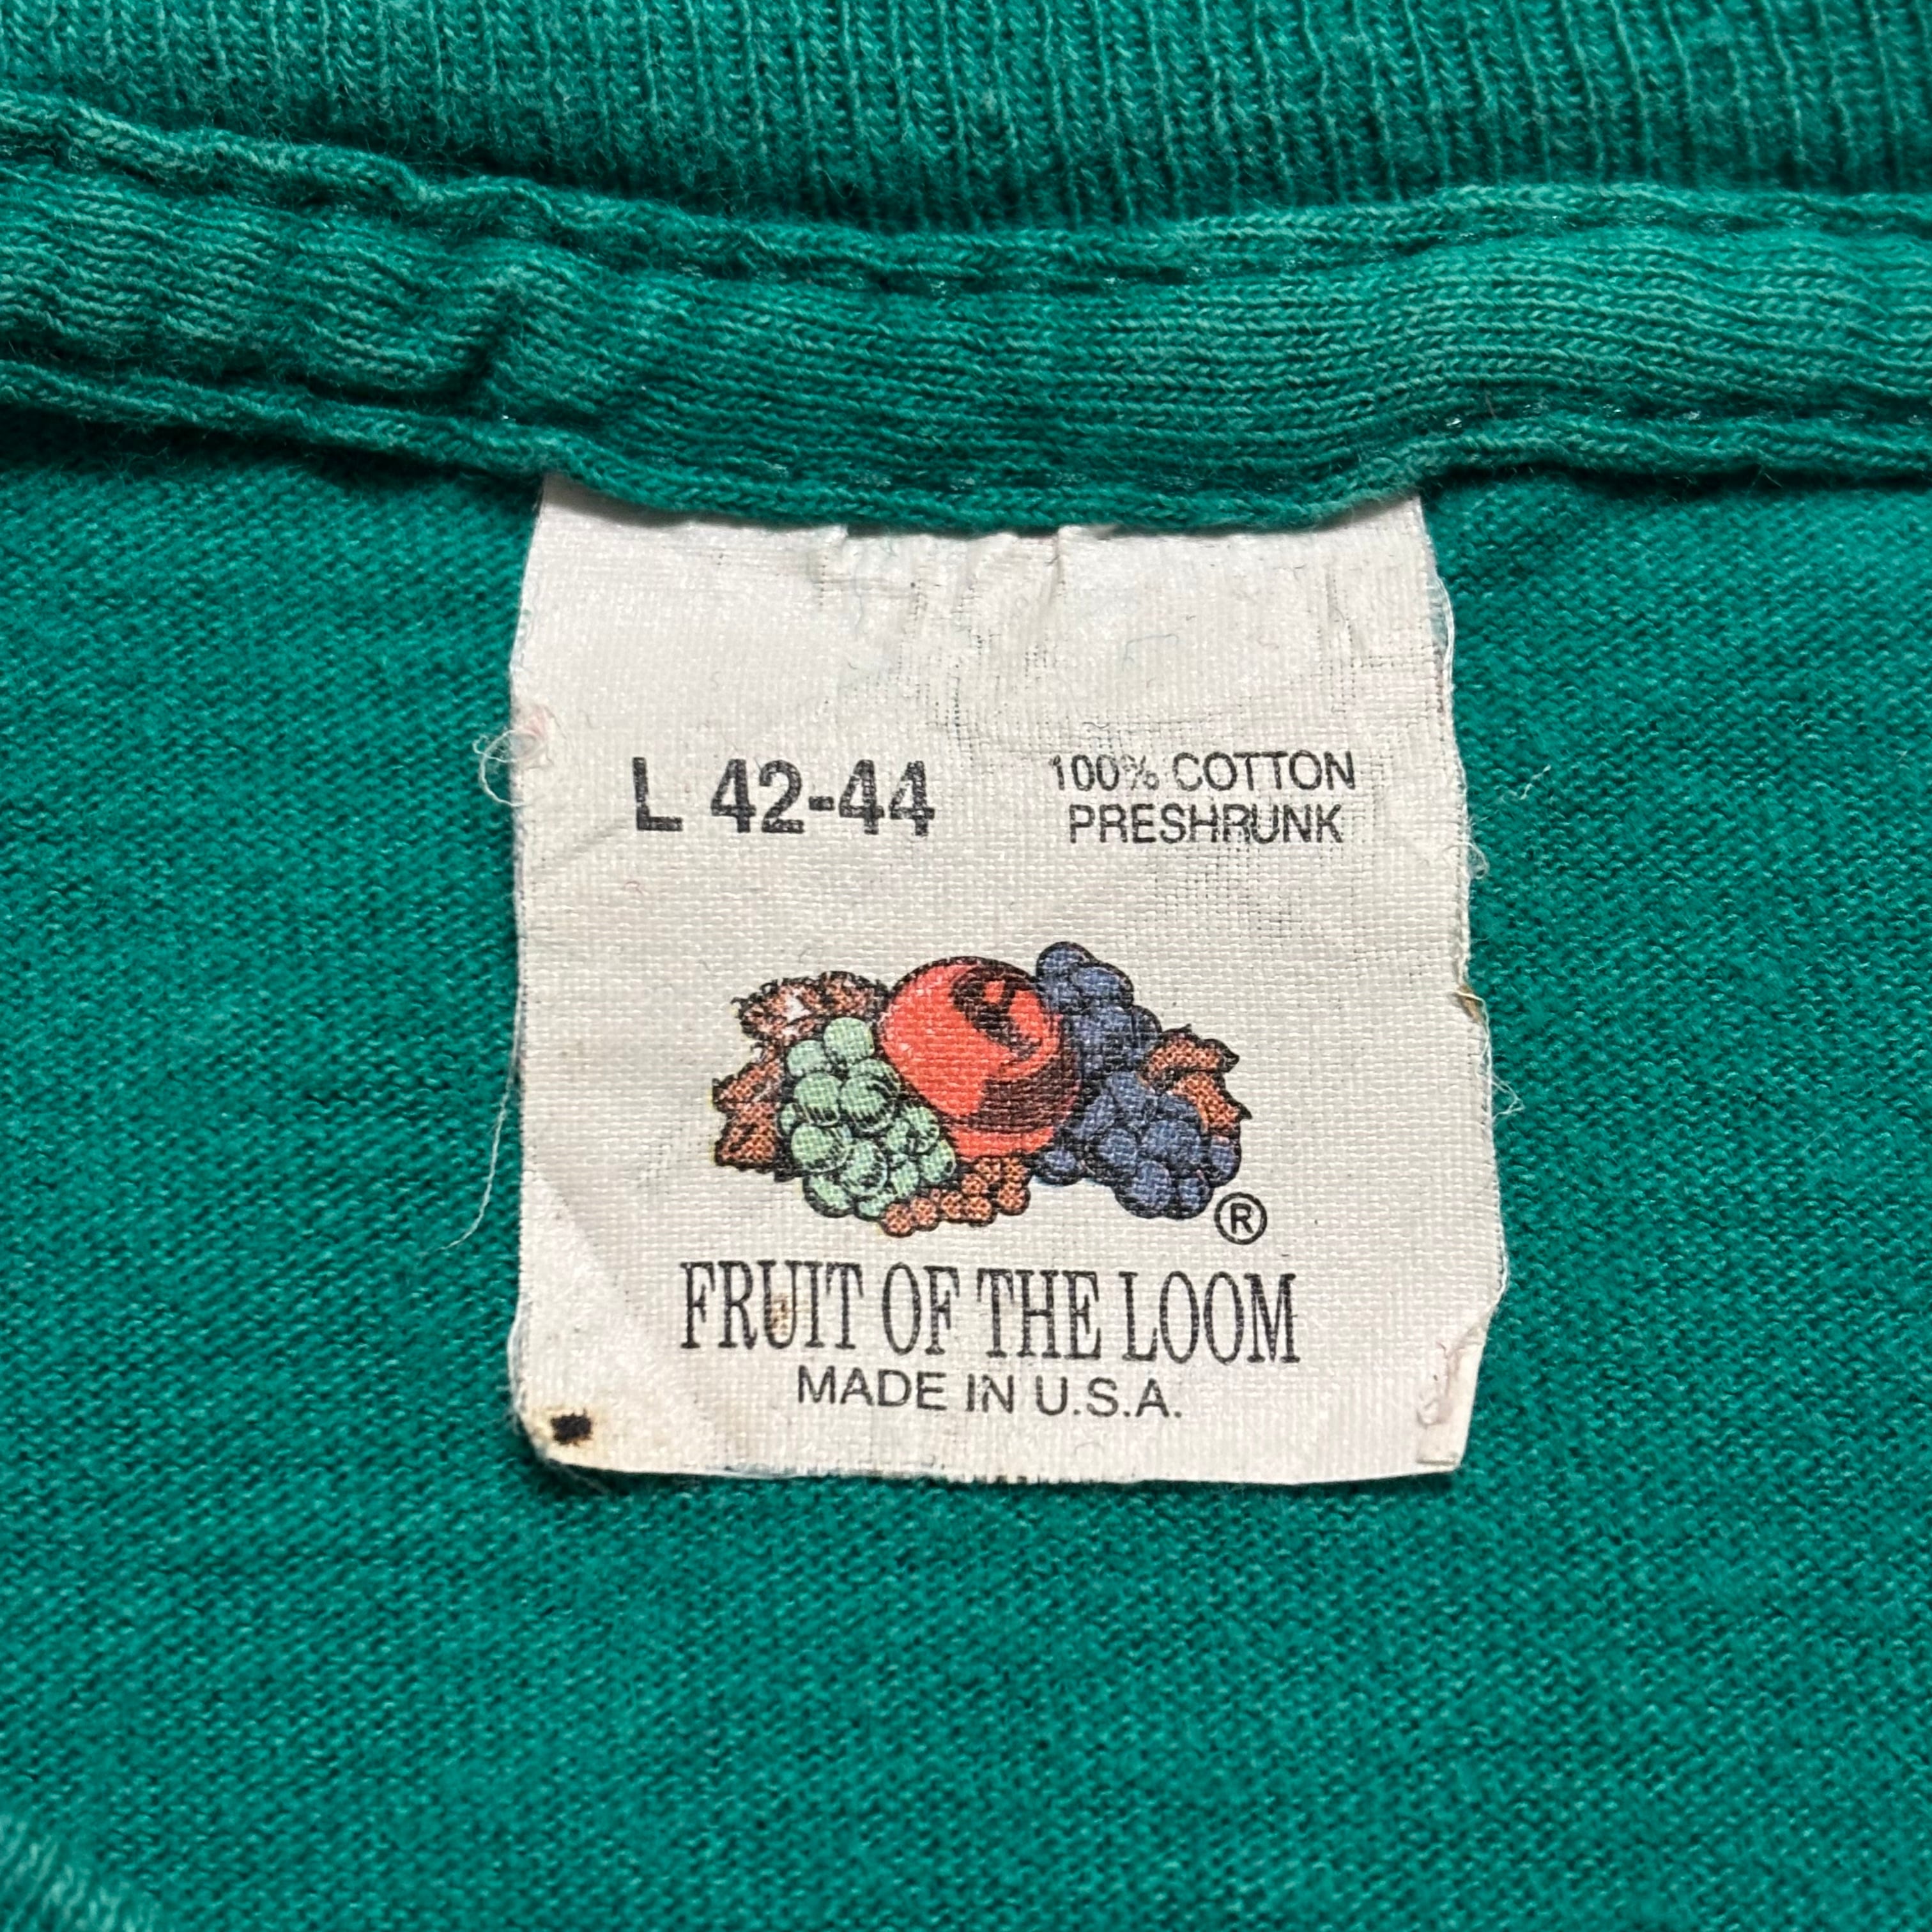 L 42-44
100% COTTON
PRESHRUNK
®
FRUIT OF THE LOOM
MADE IN U.S.A.